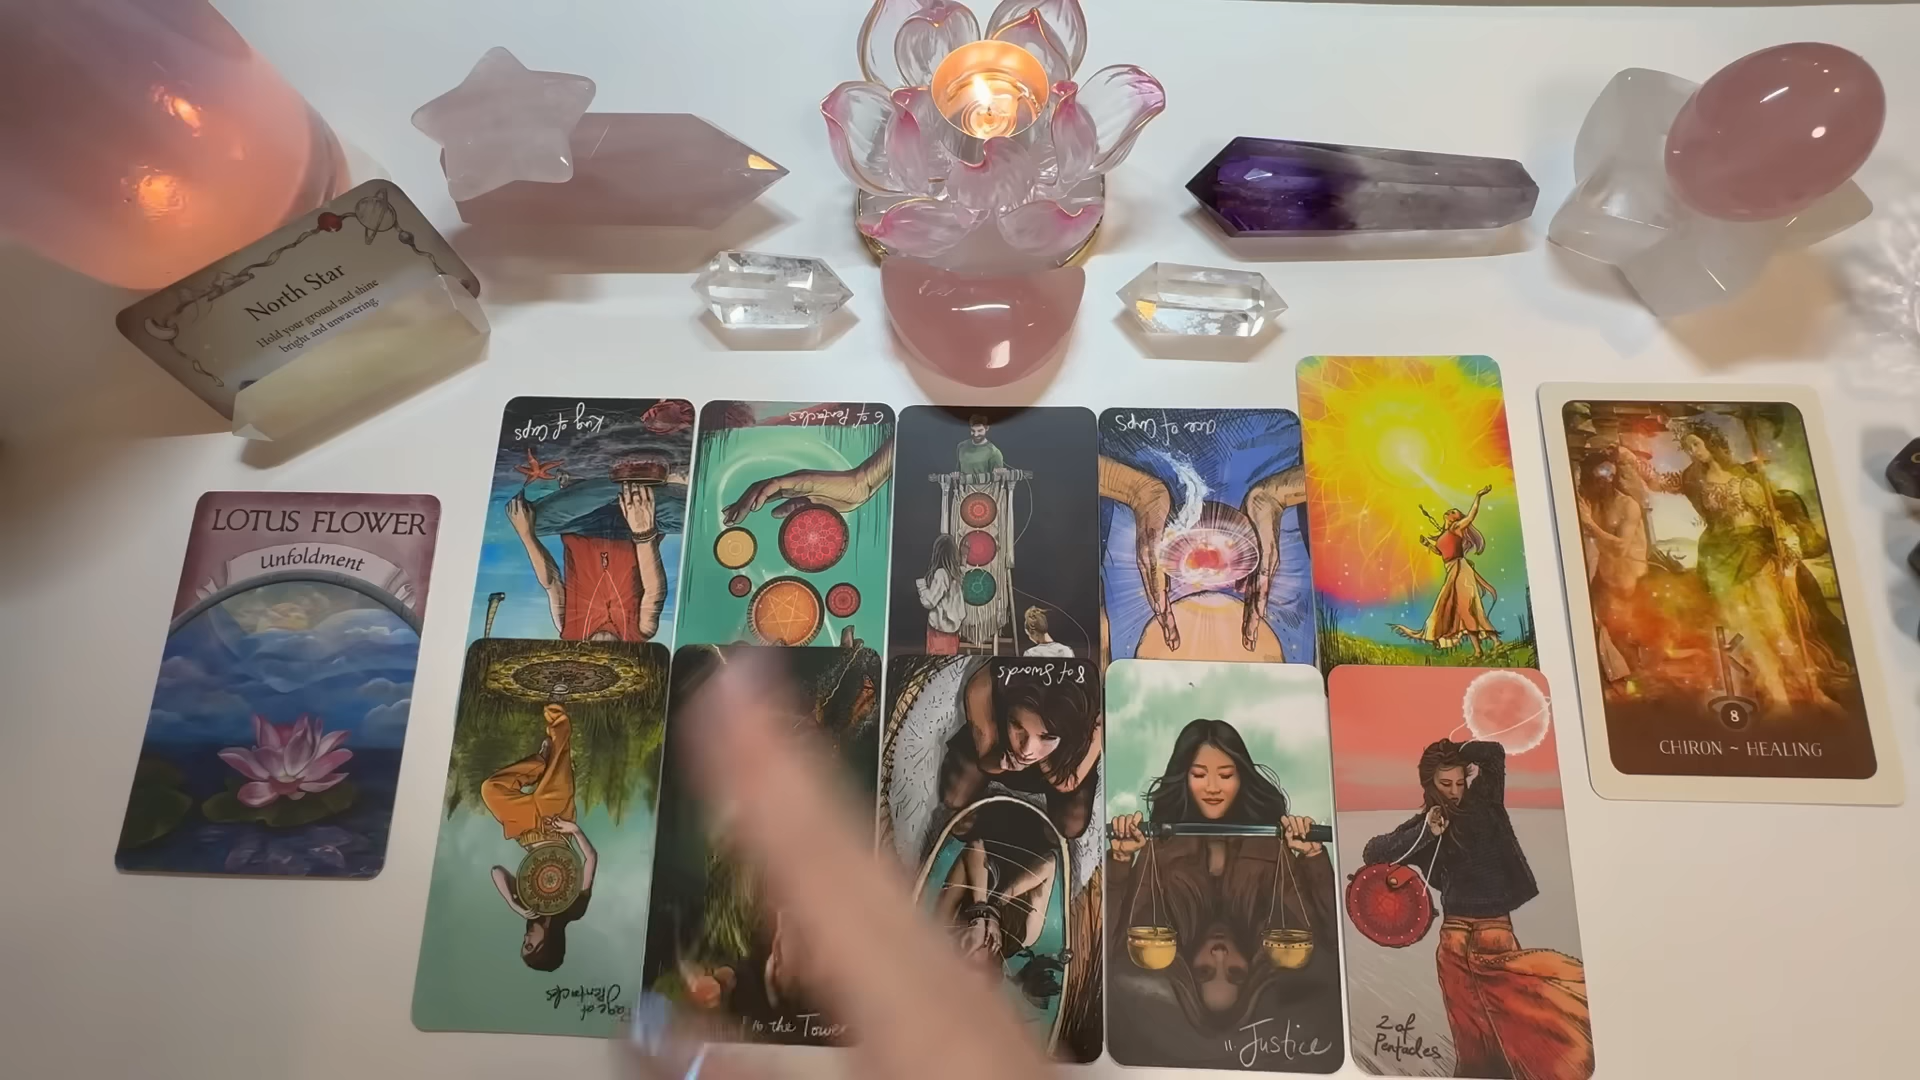 North Star
Hold your ground and shine
bright and unwavering.
LOTUS FLOWER
Unfoldment
King of Cups
6 of Pentacles
Ace of Cups
8
CHIRON ~ HEALING
Page of
Pentacles
16. the Tower
8 of Swords
11. Justice
2 of
Pentacles